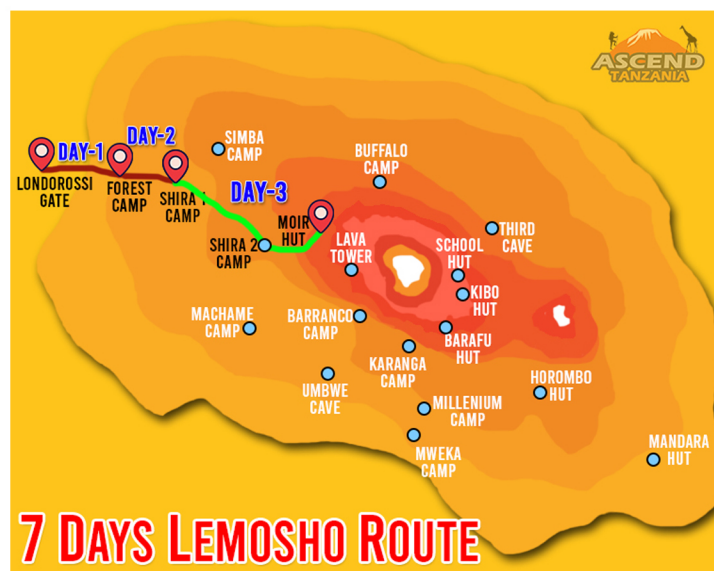 ASCEND
TANZANIA
SIMBA
CAMP
DAY-2
DAY-1
BUFFALO
CAMP
LONDOROSSI
GATE
FOREST
CAMP
SHIRA 1
CAMP
DAY-3
MOIR
HUT
SHIRA 2
CAMP
LAVA
TOWER
SCHOOL
HUT
THIRD
CAVE
KIBO
HUT
MACHAME
CAMP
BARRANCO
CAMP
BARAFU
HUT
KARANGA
CAMP
UMBWE
CAVE
HOROMBO
HUT
MILLENIUM
CAMP
MWEKA
CAMP
MANDARA
HUT
7 DAYS LEMOSHO ROUTE